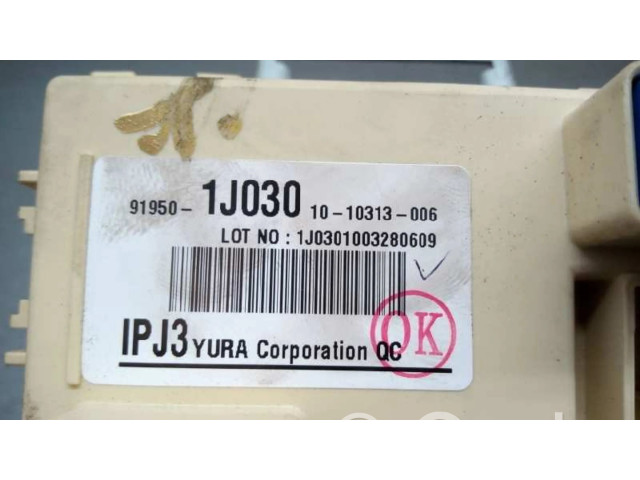 91950- 1J030 10-10313-006
LOT NO : 1J0301003280609
IPJ3 YURA Corporation QC
OK